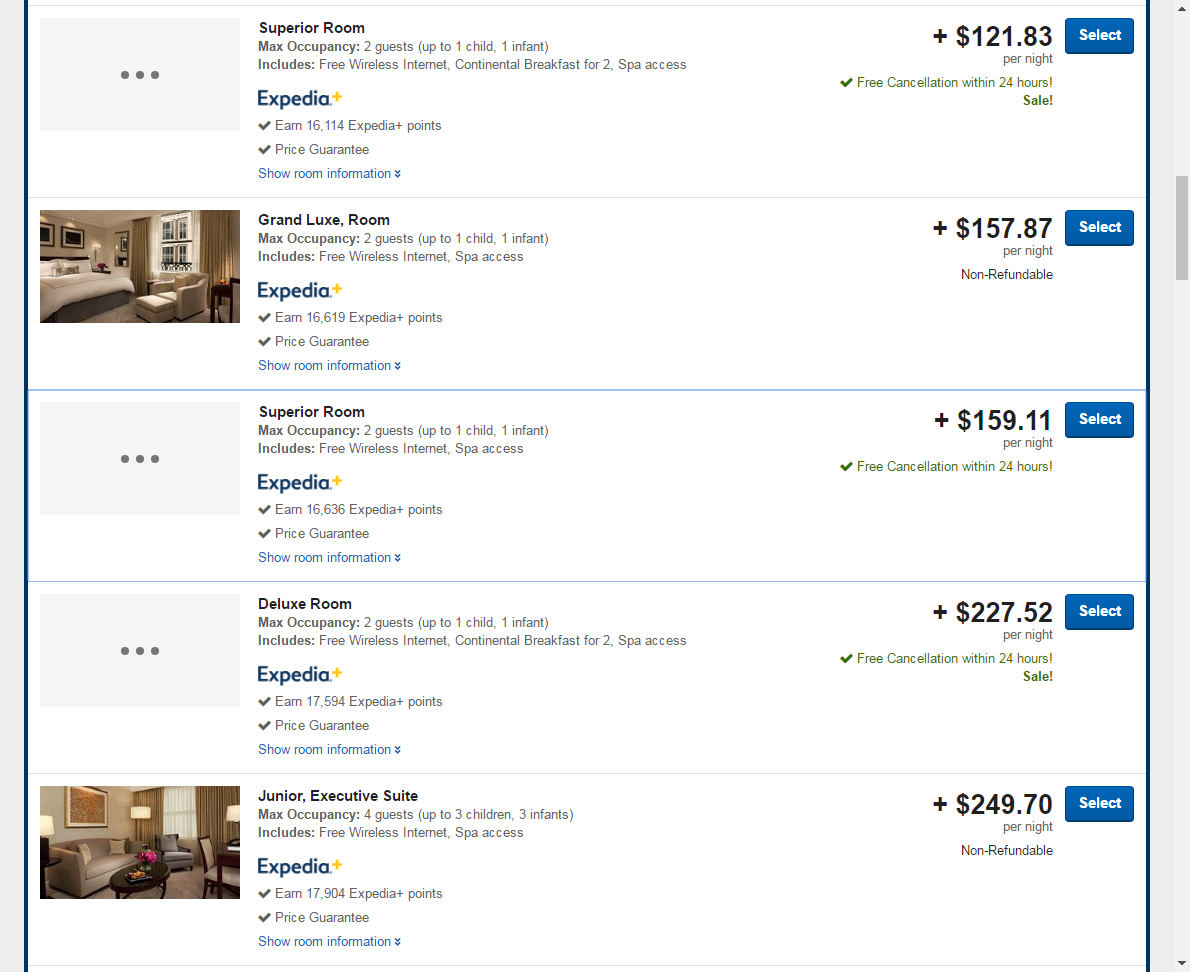 Superior Room
Max Occupancy: 2 guests (up to 1 child, 1 infant)
Includes: Free Wireless Internet, Continental Breakfast for 2, Spa access
Expedia.+
Earn 16,114 Expedia+ points
Price Guarantee
Show room information
+ $121.83
per night
Free Cancellation within 24 hours!
Sale!
Select
Grand Luxe, Room
Max Occupancy: 2 guests (up to 1 child, 1 infant)
Includes: Free Wireless Internet, Spa access
Expedia.+
Earn 16,619 Expedia+ points
Price Guarantee
Show room information
+ $157.87
per night
Non-Refundable
Select
Superior Room
Max Occupancy: 2 guests (up to 1 child, 1 infant)
Includes: Free Wireless Internet, Spa access
Expedia.+
Earn 16,636 Expedia+ points
Price Guarantee
Show room information
+ $159.11
per night
Free Cancellation within 24 hours!
Select
Deluxe Room
Max Occupancy: 2 guests (up to 1 child, 1 infant)
Includes: Free Wireless Internet, Continental Breakfast for 2, Spa access
Expedia.+
Earn 17,594 Expedia+ points
Price Guarantee
Show room information
+ $227.52
per night
Free Cancellation within 24 hours!
Sale!
Select
Junior, Executive Suite
Max Occupancy: 4 guests (up to 3 children, 3 infants)
Includes: Free Wireless Internet, Spa access
Expedia.+
Earn 17,904 Expedia+ points
Price Guarantee
Show room information
+ $249.70
per night
Non-Refundable
Select